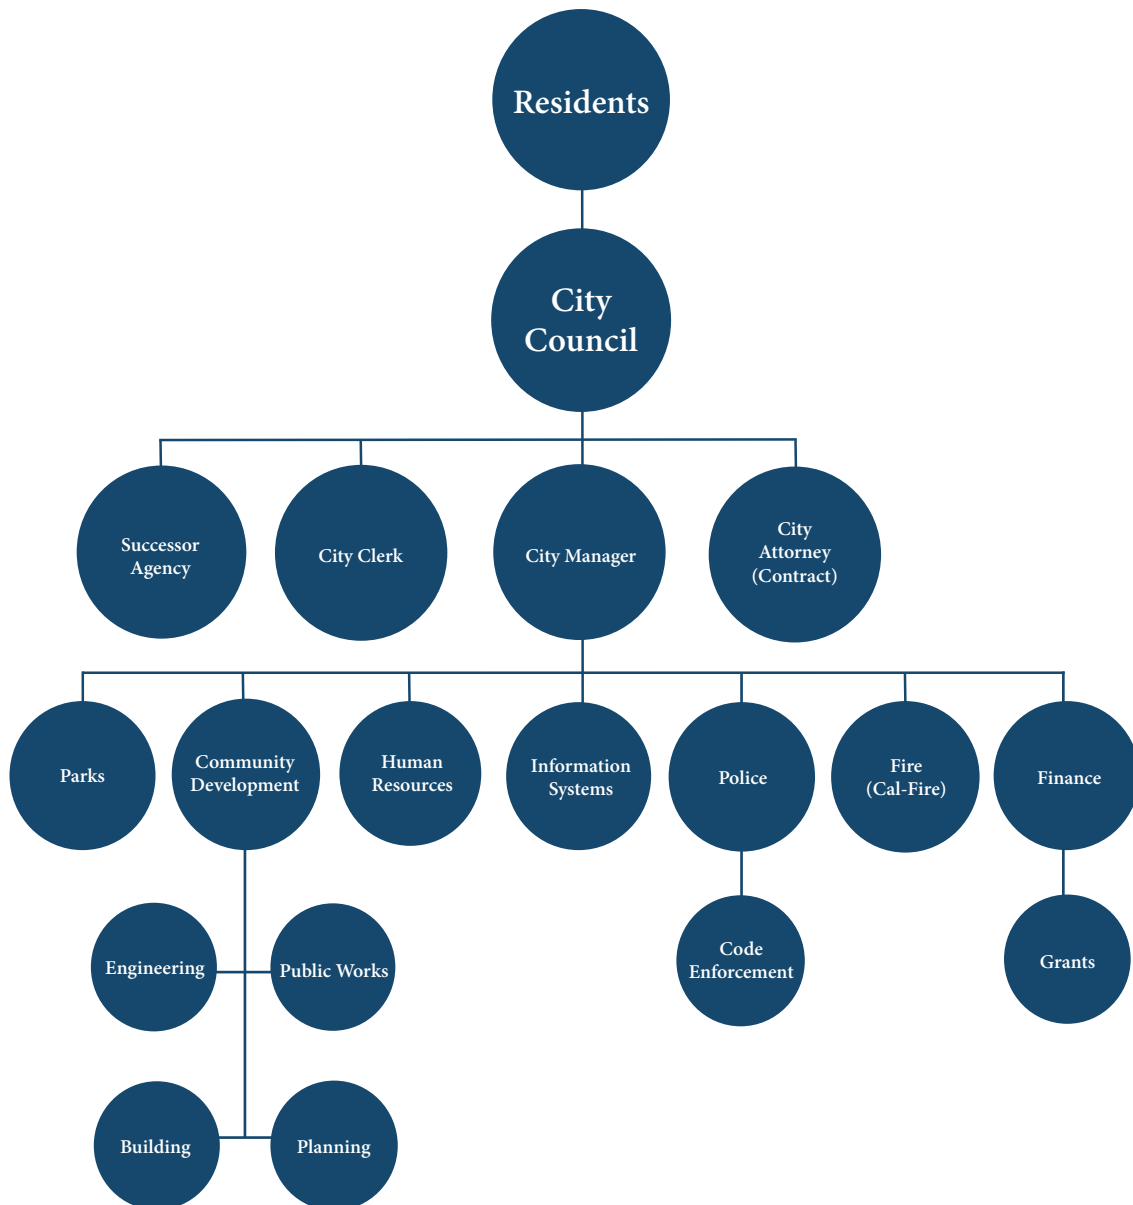 Residents
City
Council
Successor
Agency
City Clerk
City Manager
City
Attorney
(Contract)
Parks
Community
Development
Human
Resources
Information
Systems
Police
Fire
(Cal-Fire)
Finance
Engineering
Public Works
Code
Enforcement
Grants
Building
Planning